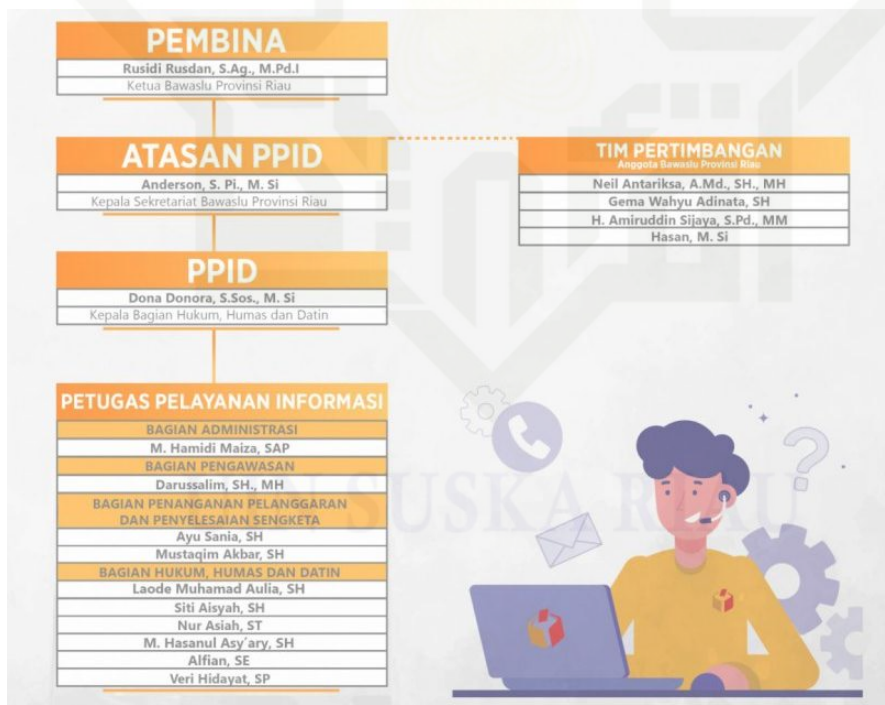 PEMBINA
Rusidi Rusdan, S.Ag., M.Pd.I
Ketua Bawaslu Provinsi Riau
ATASAN PPID
Anderson, S. Pi., M. Si
Kepala Sekretariat Bawaslu Provinsi Riau
TIM PERTIMBANGAN
Anggota Bawaslu Provinsi Riau
Neil Antariksa, A.Md., SH., MH
Gema Wahyu Adinata, SH
H. Amiruddin Sijaya, S.Pd., MM
Hasan, M. Si
PPID
Dona Donora, S.Sos., M. Si
Kepala Bagian Hukum, Humas dan Datin
PETUGAS PELAYANAN INFORMASI
BAGIAN ADMINISTRASI
M. Hamidi Maiza, SAP
BAGIAN PENGAWASAN
Darussalim, SH., MH
BAGIAN PENANGANAN PELANGGARAN
DAN PENYELESAIAN SENGKETA
Ayu Sania, SH
Mustaqim Akbar, SH
BAGIAN HUKUM, HUMAS DAN DATIN
Laode Muhamad Aulia, SH
Siti Aisyah, SH
Nur Asiah, ST
M. Hasanul Asy'ary, SH
Alfian, SE
Veri Hidayat, SP
SUSKA RIAU